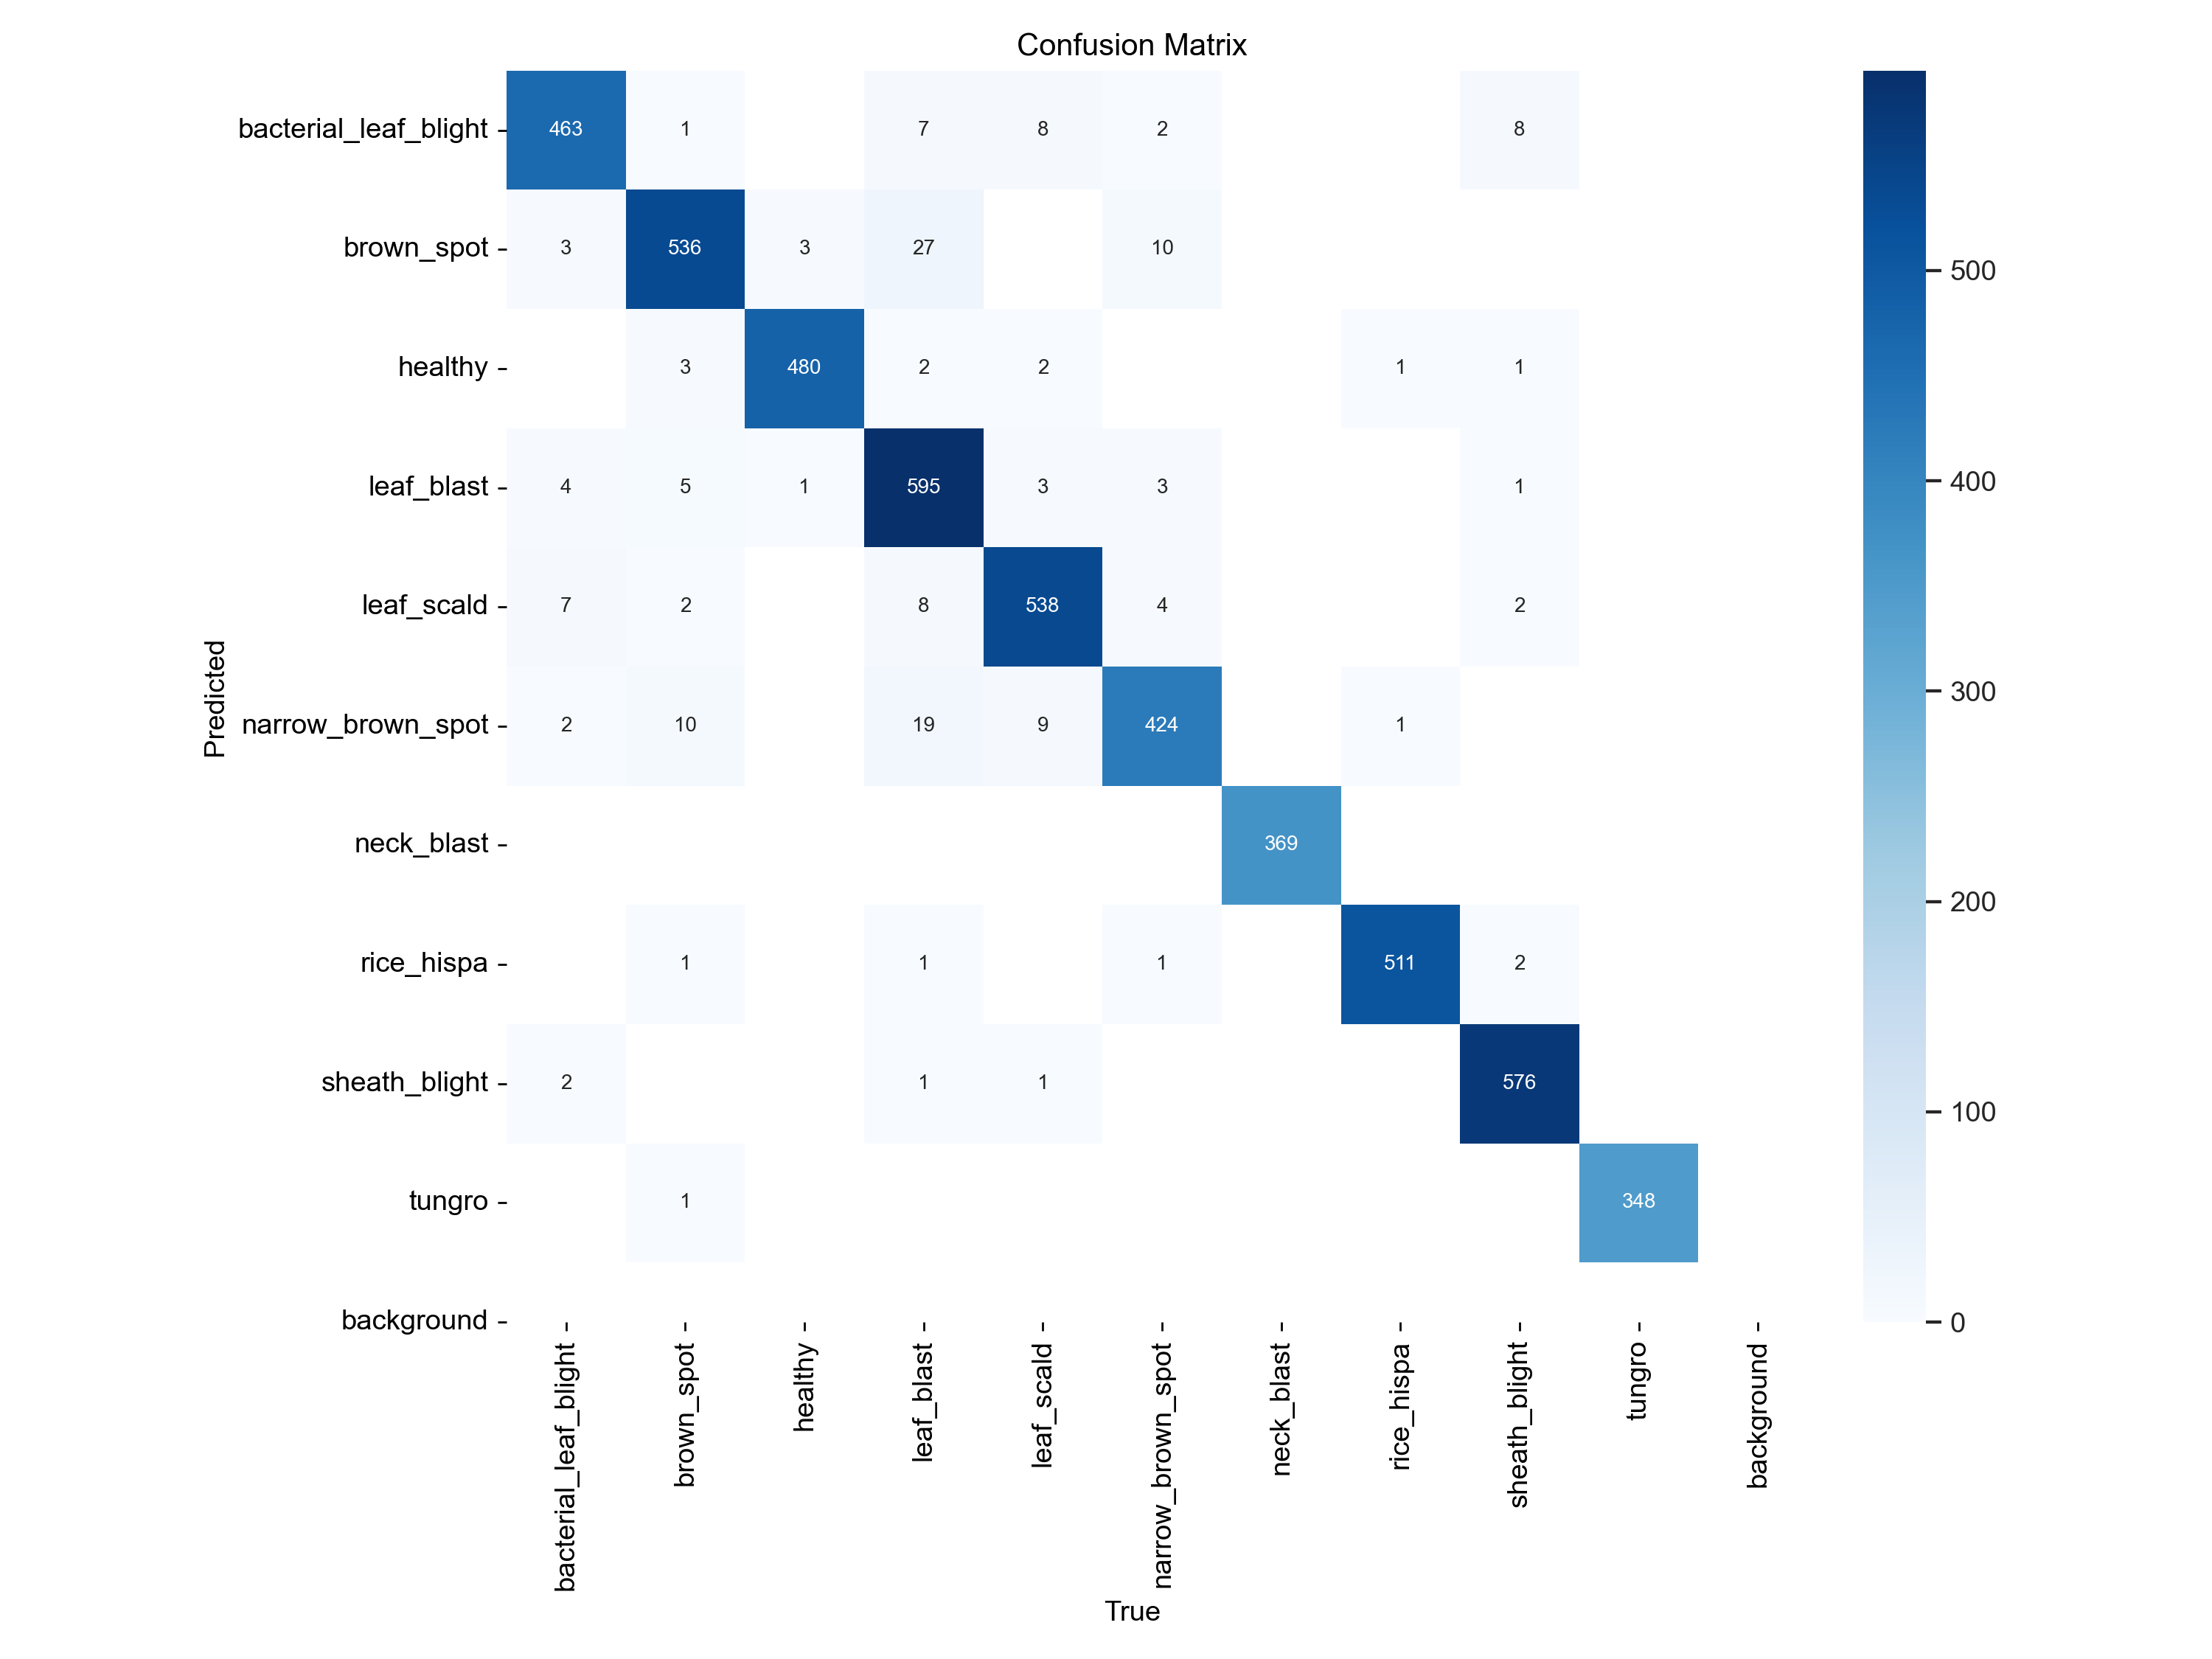 Confusion Matrix
bacterial_leaf_blight 463 1 7 8 2 8
brown_spot 3 536 3 27 10
healthy 3 480 2 2 1 1
leaf_blast 4 5 1 595 3 3 1
leaf_scald 7 2 8 538 4 2
narrow_brown_spot 2 10 19 9 424 1
neck_blast 369
rice_hispa 1 1 1 511 2
sheath_blight 2 1 1 576
tungro 1 348
background
Predicted
bacterial_leaf_blight
brown_spot
healthy
leaf_blast
leaf_scald
narrow_brown_spot
neck_blast
rice_hispa
sheath_blight
tungro
background
True
500
400
300
200
100
0